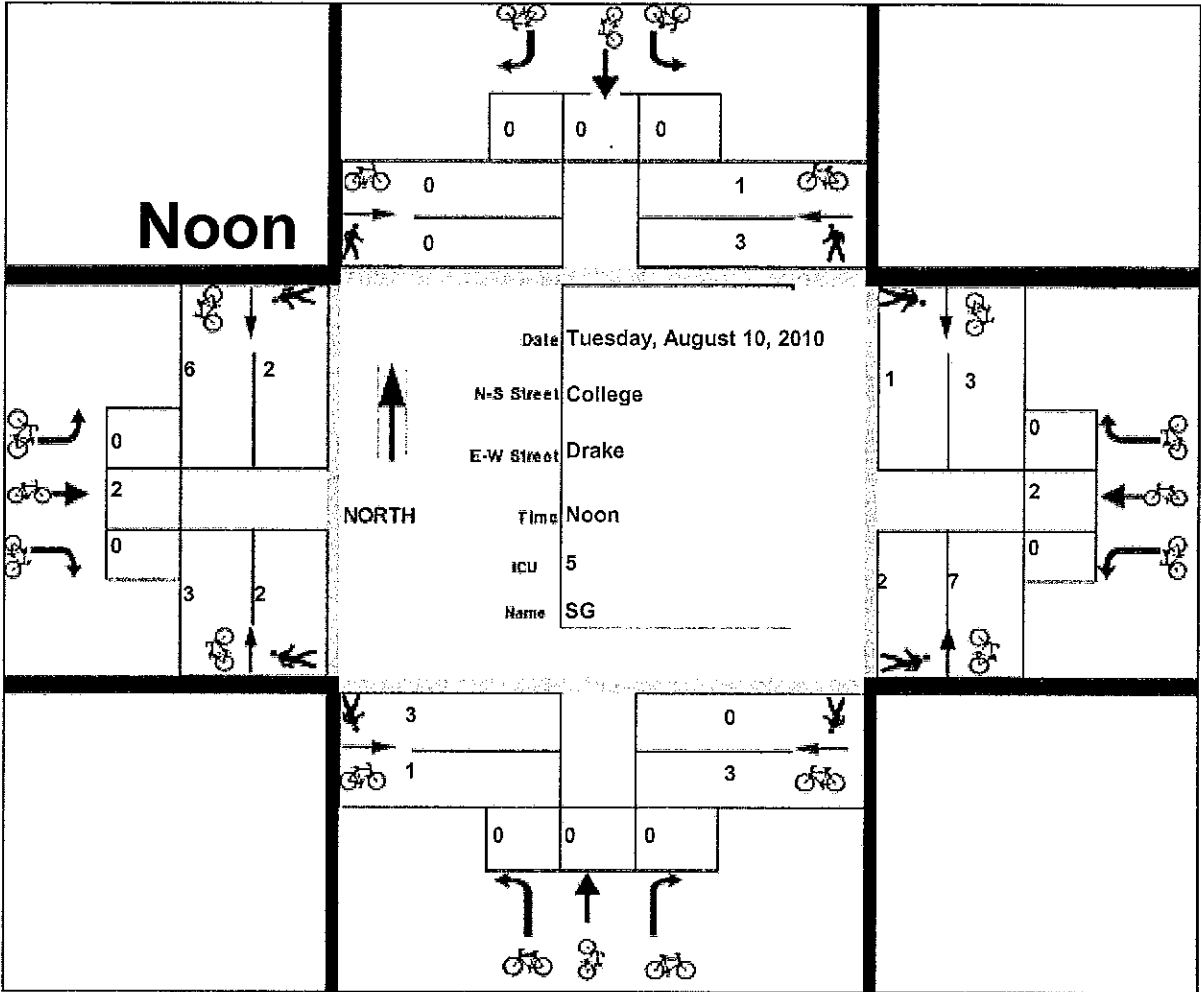 0 0 0
0 1
Noon
0 3
Date Tuesday, August 10, 2010
6 2
1 3
N-S Street College
0
0
E-W Street Drake
2
2
NORTH
Time Noon
0
0
ICU 5
3 2
2 7
Name SG
3 0
1 3
0 0 0